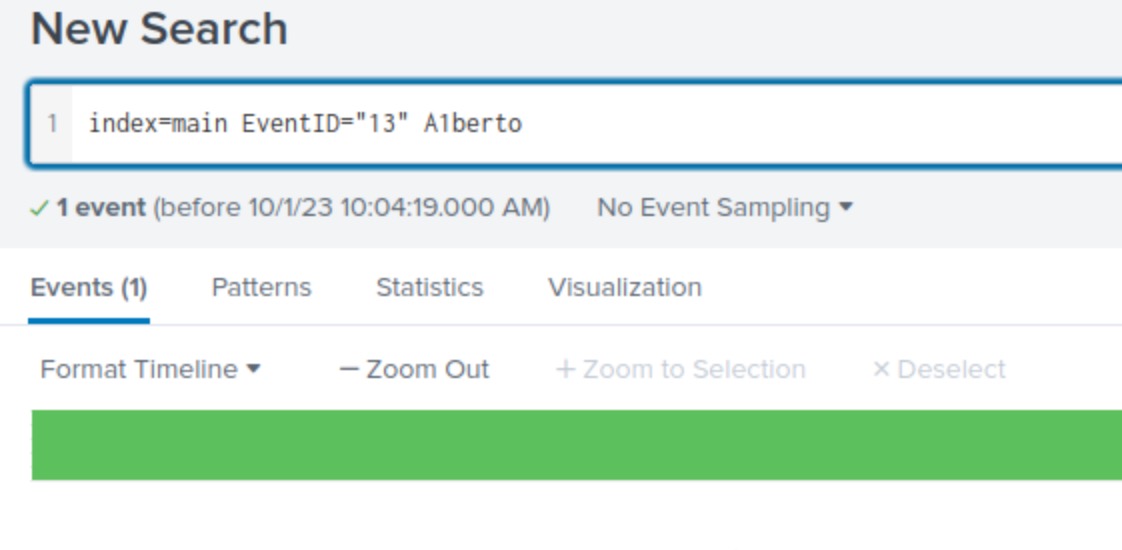 New Search
1 index=main EventID="13" A1berto
✓ 1 event (before 10/1/23 10:04:19.000 AM) No Event Sampling ▾
Events (1) Patterns Statistics Visualization
Format Timeline ▾ — Zoom Out + Zoom to Selection × Deselect